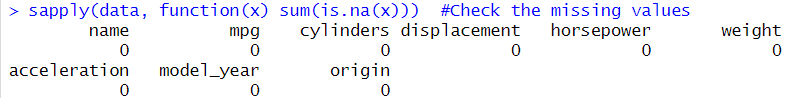 > sapply(data, function(x) sum(is.na(x)))  #Check the missing values
        name          mpg    cylinders displacement   horsepower       weight
           0            0            0            0            0            0
acceleration   model_year       origin
           0            0            0